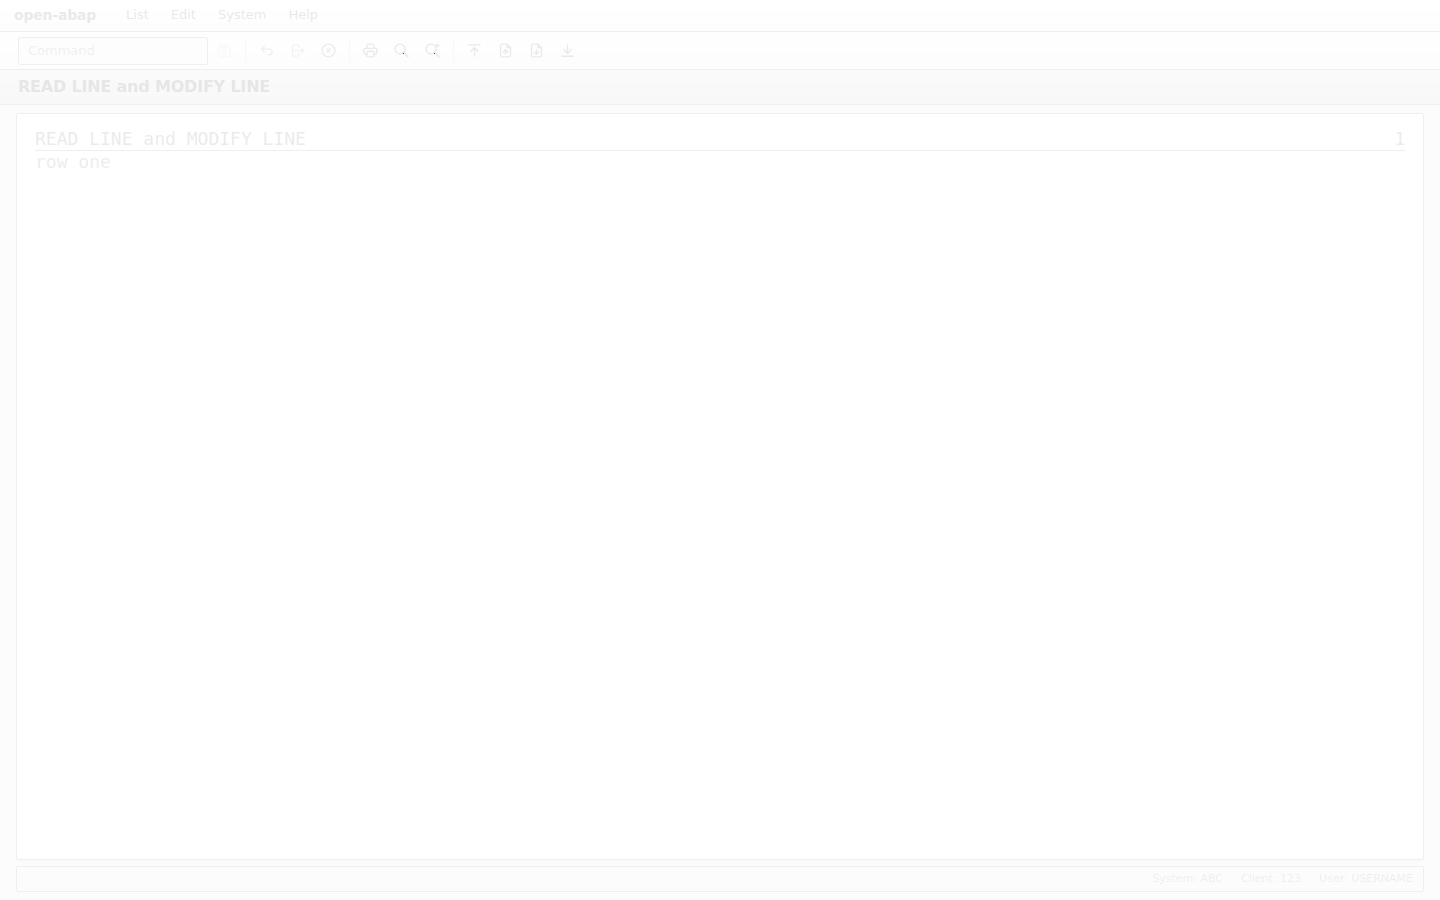 open-abap List Edit System Help
Command
READ LINE and MODIFY LINE
READ LINE and MODIFY LINE 1
row one
System: ABC Client: 123 User: USERNAME